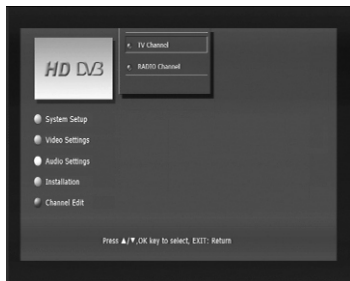 TV Channel
RADIO Channel
HD DVB
System Setup
Video Settings
Audio Settings
Installation
Channel Edit
Press ▲/▼,OK key to select, EXIT: Return